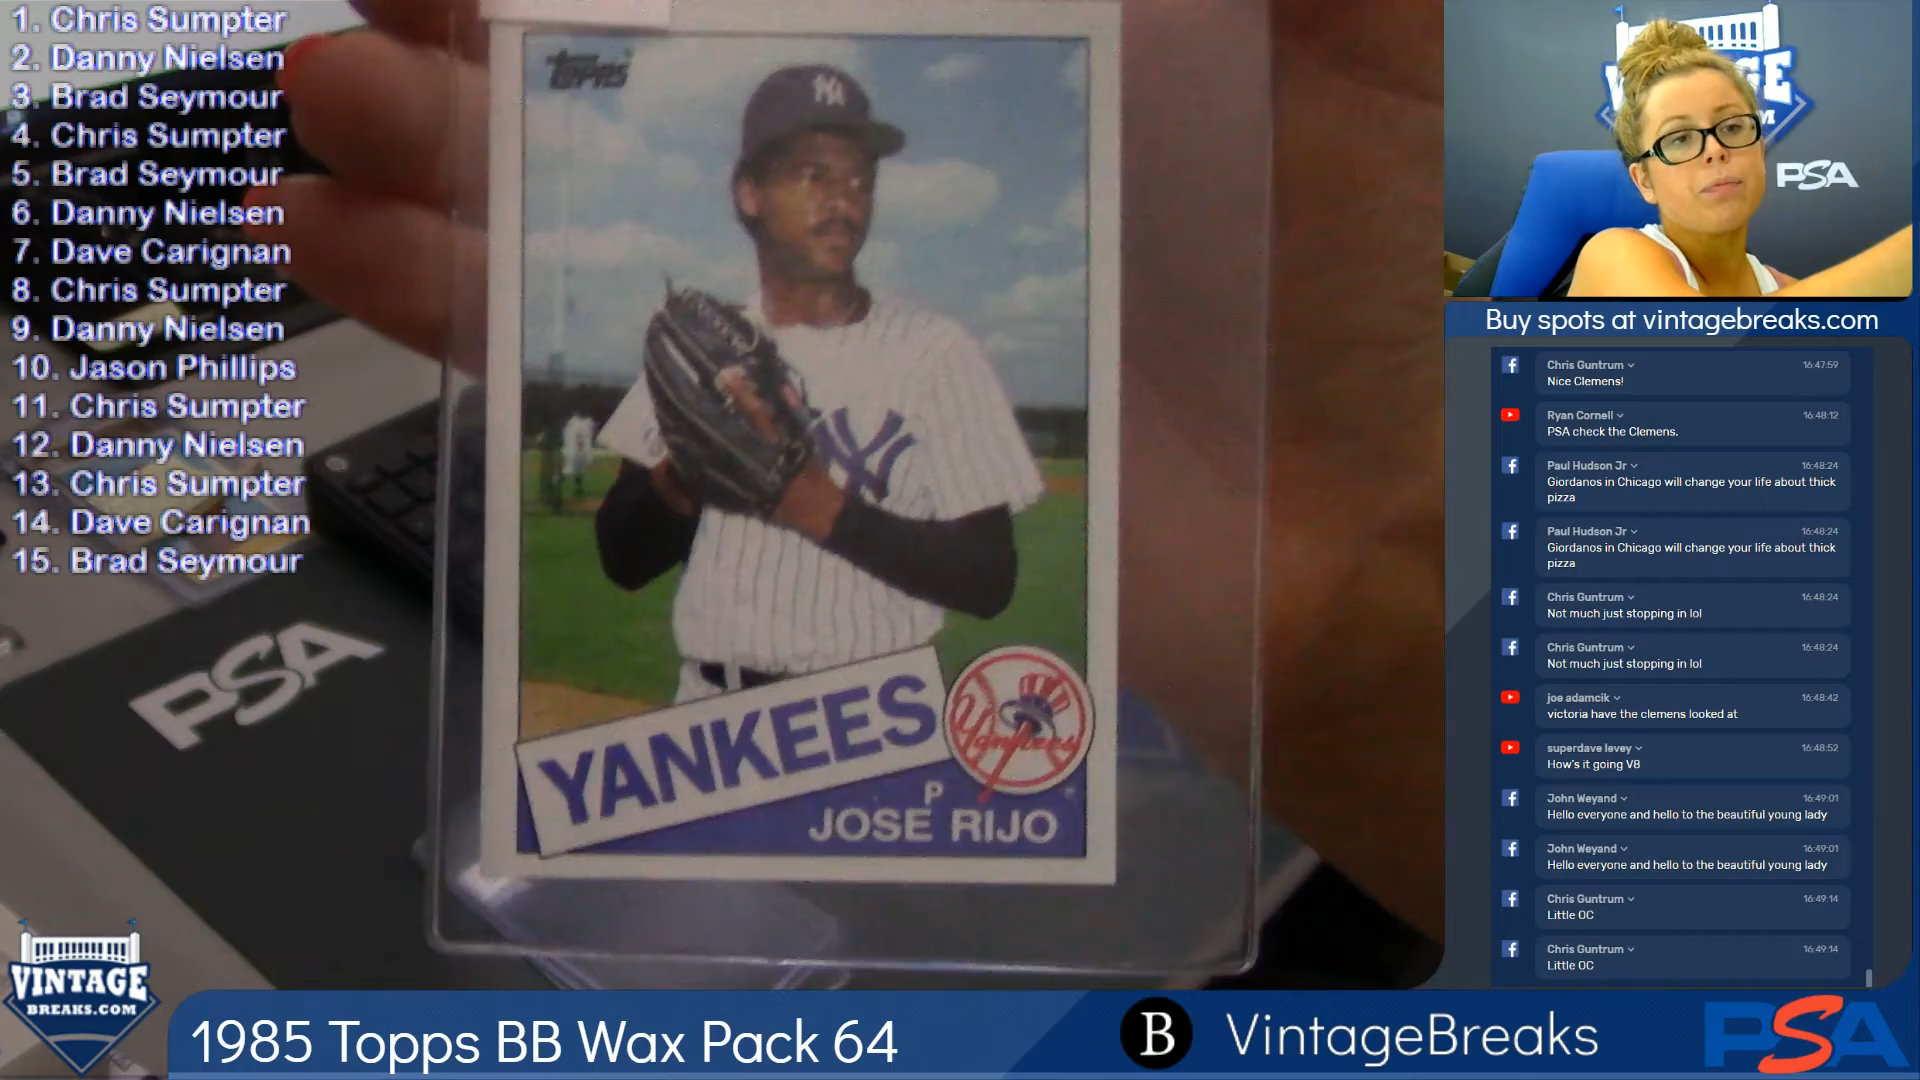 1. Chris Sumpter
2. Danny Nielsen
3. Brad Seymour
4. Chris Sumpter
5. Brad Seymour
6. Danny Nielsen
7. Dave Carignan
8. Chris Sumpter
9. Danny Nielsen
10. Jason Phillips
11. Chris Sumpter
12. Danny Nielsen
13. Chris Sumpter
14. Dave Carignan
15. Brad Seymour
PSA
VINTAGE
BREAKS.COM
TOPPS
NY
NY
YANKEES
Yankees
P
JOSE RIJO
1985 Topps BB Wax Pack 64
B VintageBreaks
PSA
PSA
Buy spots at vintagebreaks.com
Chris Guntrum 16:47:59
Nice Clemens!
Ryan Cornell 16:48:12
PSA check the Clemens.
Paul Hudson Jr 16:48:24
Giordanos in Chicago will change your life about thick
pizza
Paul Hudson Jr 16:48:24
Giordanos in Chicago will change your life about thick
pizza
Chris Guntrum 16:48:24
Not much just stopping in lol
Chris Guntrum 16:48:24
Not much just stopping in lol
joe adamcik 16:48:42
victoria have the clemens looked at
superdave levey 16:48:52
How's it going V8
John Weyand 16:49:01
Hello everyone and hello to the beautiful young lady
John Weyand 16:49:01
Hello everyone and hello to the beautiful young lady
Chris Guntrum 16:49:14
Little OC
Chris Guntrum 16:49:14
Little OC